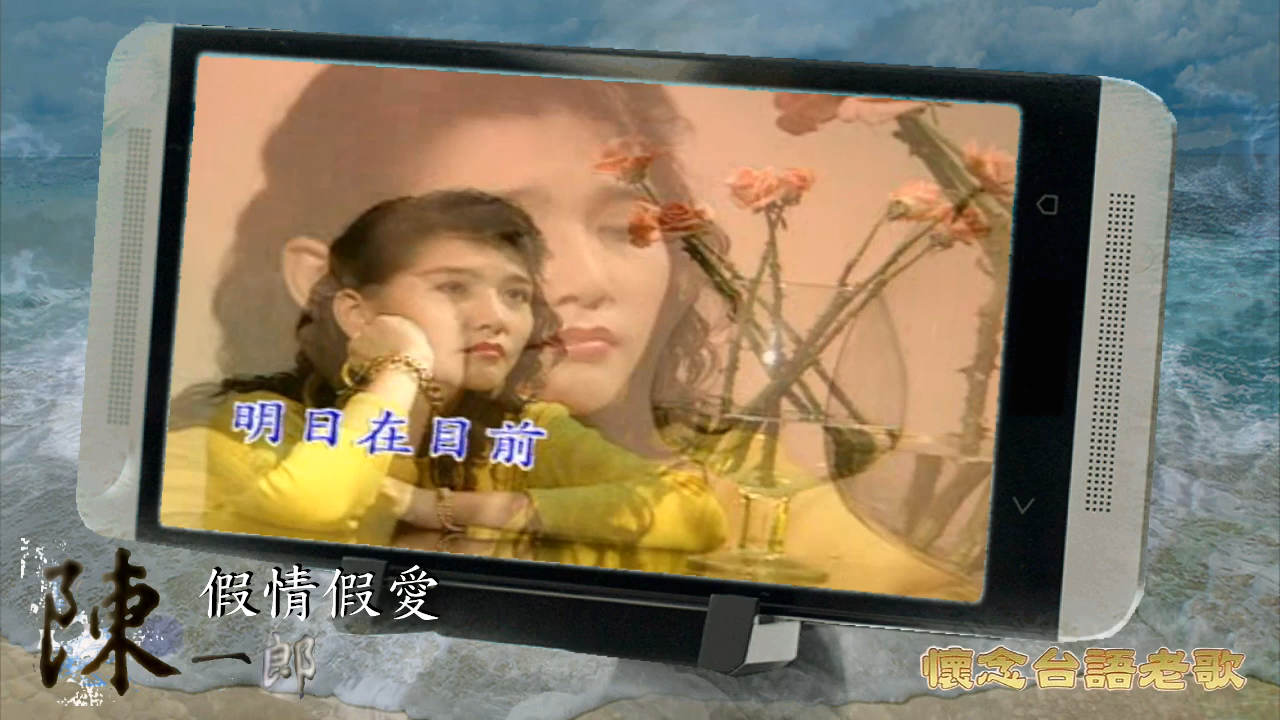 明日在目前
假情假愛
陳一郎
懷念台語老歌